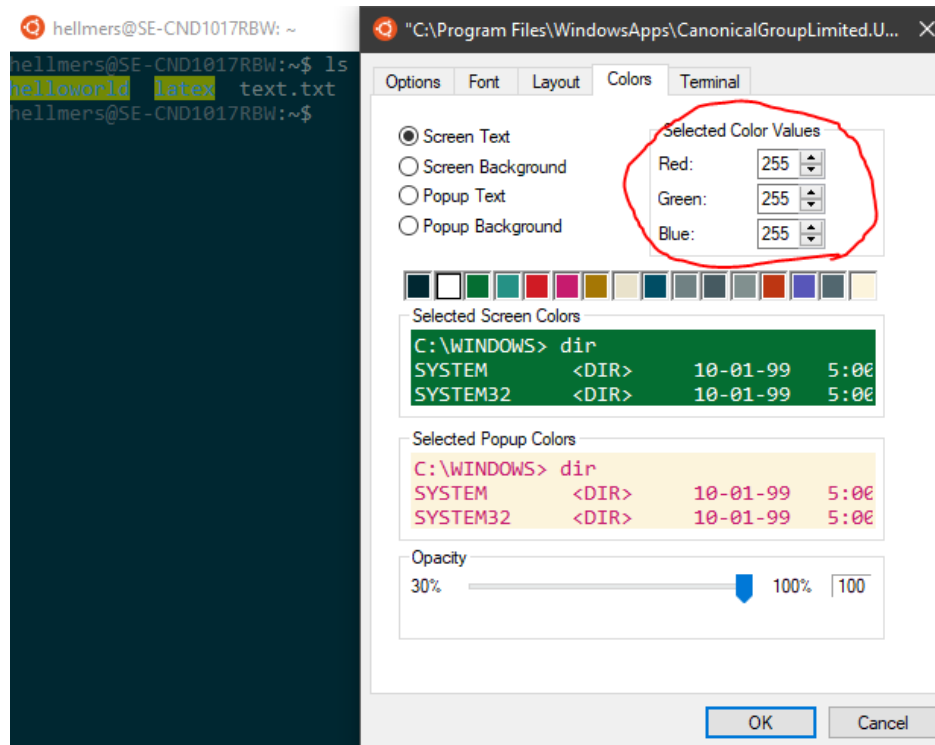 hellmers@SE-CND1017RBW: ~
hellmers@SE-CND1017RBW:~$ ls
helloworld latex text.txt
hellmers@SE-CND1017RBW:~$
"C:\Program Files\WindowsApps\CanonicalGroupLimited.U...
Options Font Layout Colors Terminal
Screen Text
Screen Background
Popup Text
Popup Background
Selected Color Values
Red: 255
Green: 255
Blue: 255
Selected Screen Colors
C:\WINDOWS> dir
SYSTEM <DIR> 10-01-99 5:00
SYSTEM32 <DIR> 10-01-99 5:00
Selected Popup Colors
C:\WINDOWS> dir
SYSTEM <DIR> 10-01-99 5:00
SYSTEM32 <DIR> 10-01-99 5:00
Opacity
30% 100% 100
OK Cancel